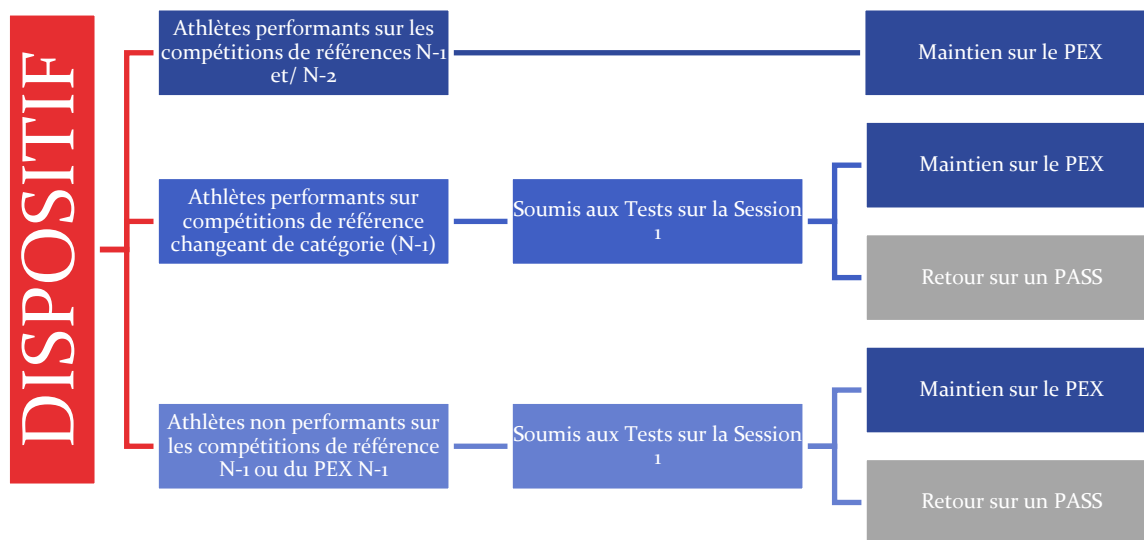 DISPOSITIF
Athlètes performants sur les
compétitions de références N-1
et/ N-2
Maintien sur le PEX
Athlètes performants sur
compétitions de référence
changeant de catégorie (N-1)
Soumis aux Tests sur la Session
1
Maintien sur le PEX
Retour sur un PASS
Athlètes non performants sur
les compétitions de référence
N-1 ou du PEX N-1
Soumis aux Tests sur la Session
1
Maintien sur le PEX
Retour sur un PASS